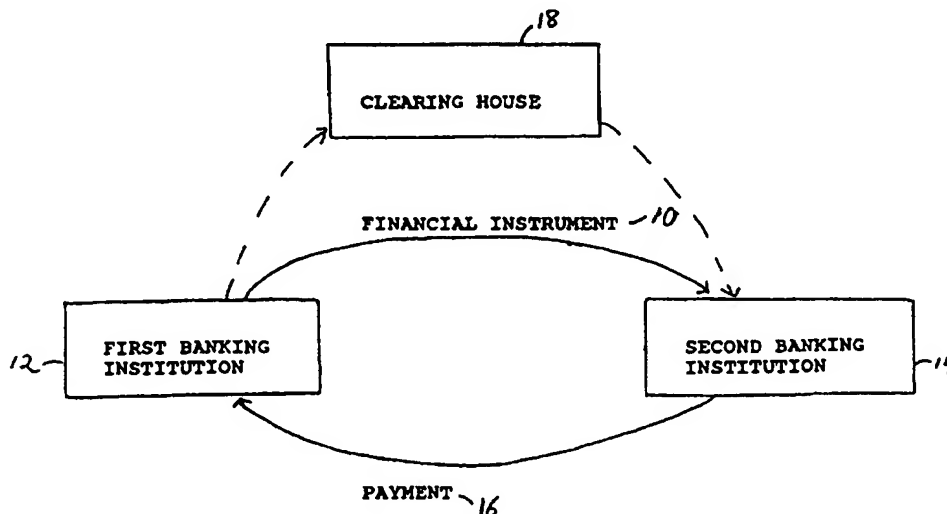 18
CLEARING HOUSE
FINANCIAL INSTRUMENT 10
12
FIRST BANKING
INSTITUTION
SECOND BANKING
INSTITUTION
PAYMENT 16